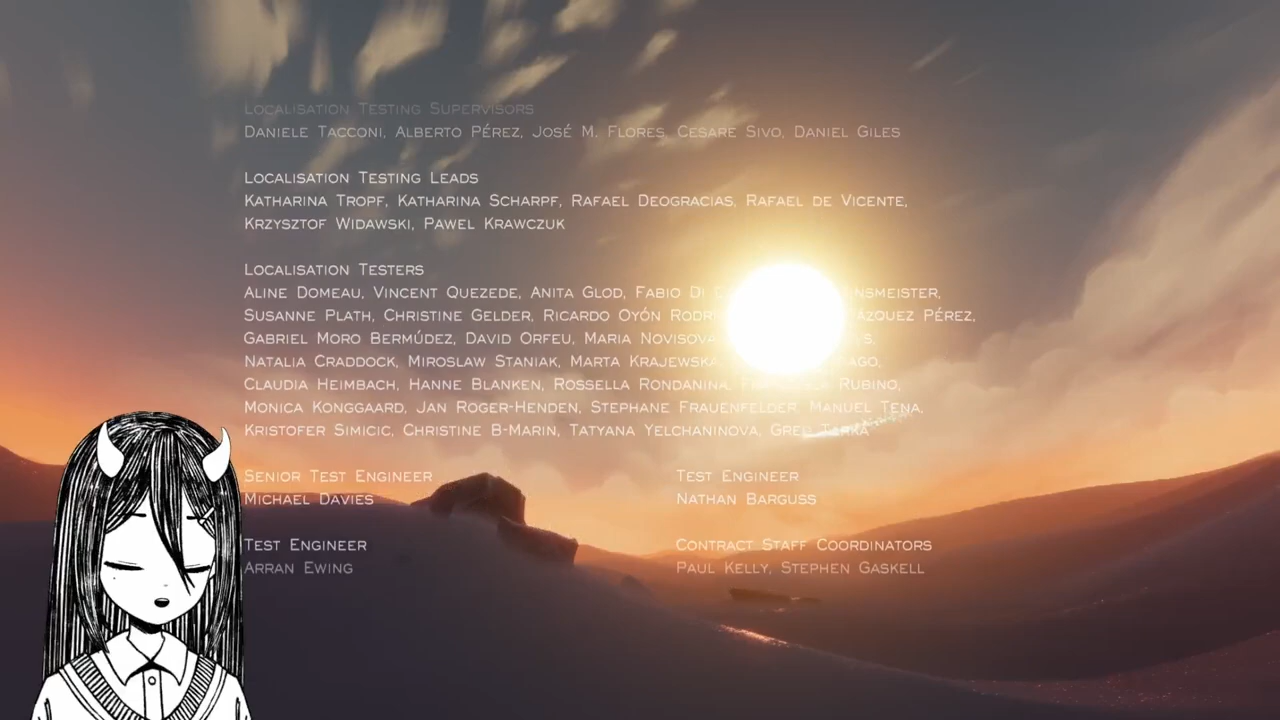 LOCALISATION TESTING SUPERVISORS
DANIELE TACCONI, ALBERTO PÉREZ, JOSÉ M. FLORES, CESARE SIVO, DANIEL GILES
LOCALISATION TESTING LEADS
KATHARINA TROPF, KATHARINA SCHARPF, RAFAEL DEOGRACIAS, RAFAEL DE VICENTE,
KRZYSZTOF WIDAWSKI, PAWEL KRAWCZUK
LOCALISATION TESTERS
ALINE DOMEAU, VINCENT QUEZEDE, ANITA GLOD, FABIO DI
SUSANNE PLATH, CHRISTINE GELDER, RICARDO OYÓN PÉREZ,
GABRIEL MORO BERMÚDEZ, DAVID ORFEU, MARIA NOVISOVA
NATALIA CRADDOCK, MIROSLAW STANIAK, MARTA KRAJEWSKA
CLAUDIA HEIMBACH, HANNE BLANKEN, ROSSELLA RONDANINA, RUBINO,
MONICA KONGGAARD, JAN ROGER-HENDEN, STEPHANE FRAUENFELDER, MANUEL TENA,
KRISTOFER SIMICIC, CHRISTINE B-MARIN, TATYANA YELCHANINOVA, GREG TARKA
SENIOR TEST ENGINEER
MICHAEL DAVIES
TEST ENGINEER
NATHAN BARGUSS
TEST ENGINEER
ARRAN EWING
CONTRACT STAFF COORDINATORS
PAUL KELLY, STEPHEN GASKELL